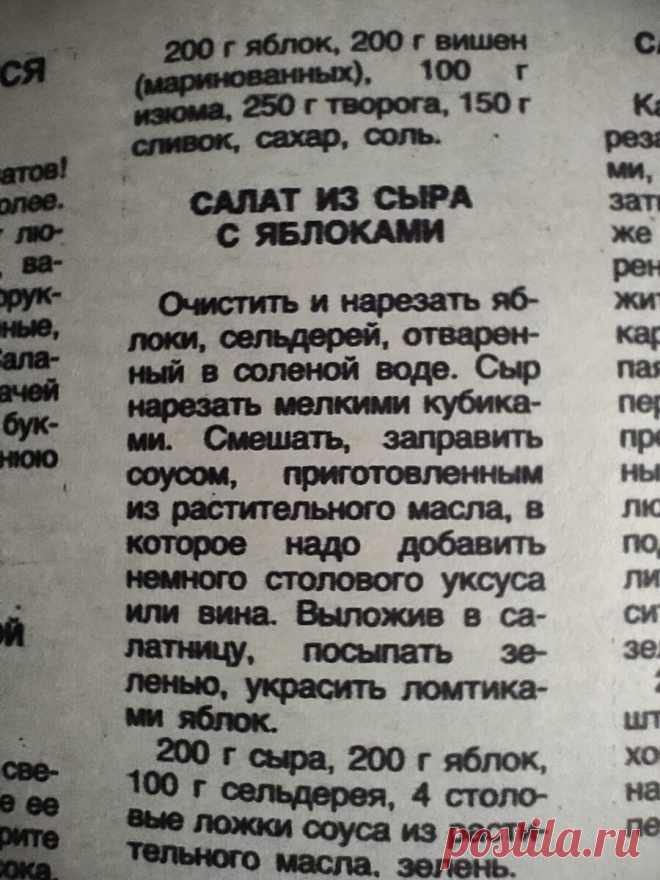 200 г яблок, 200 г вишен
(маринованных), 100 г
изюма, 250 г творога, 150 г
сливок, сахар, соль.
САЛАТ ИЗ СЫРА
С ЯБЛОКАМИ
Очистить и нарезать яб-
локи, сельдерей, отварен-
ный в соленой воде. Сыр
нарезать мелкими кубика-
ми. Смешать, заправить
соусом, приготовленным
из растительного масла, в
которое надо добавить
немного столового уксуса
или вина. Выложив в са-
латницу, посыпать зе-
ленью, украсить ломтика-
ми яблок.
200 г сыра, 200 г яблок,
100 г сельдерея, 4 столо-
вые ложки соуса из расти-
тельного масла, зелень.
postila.ru